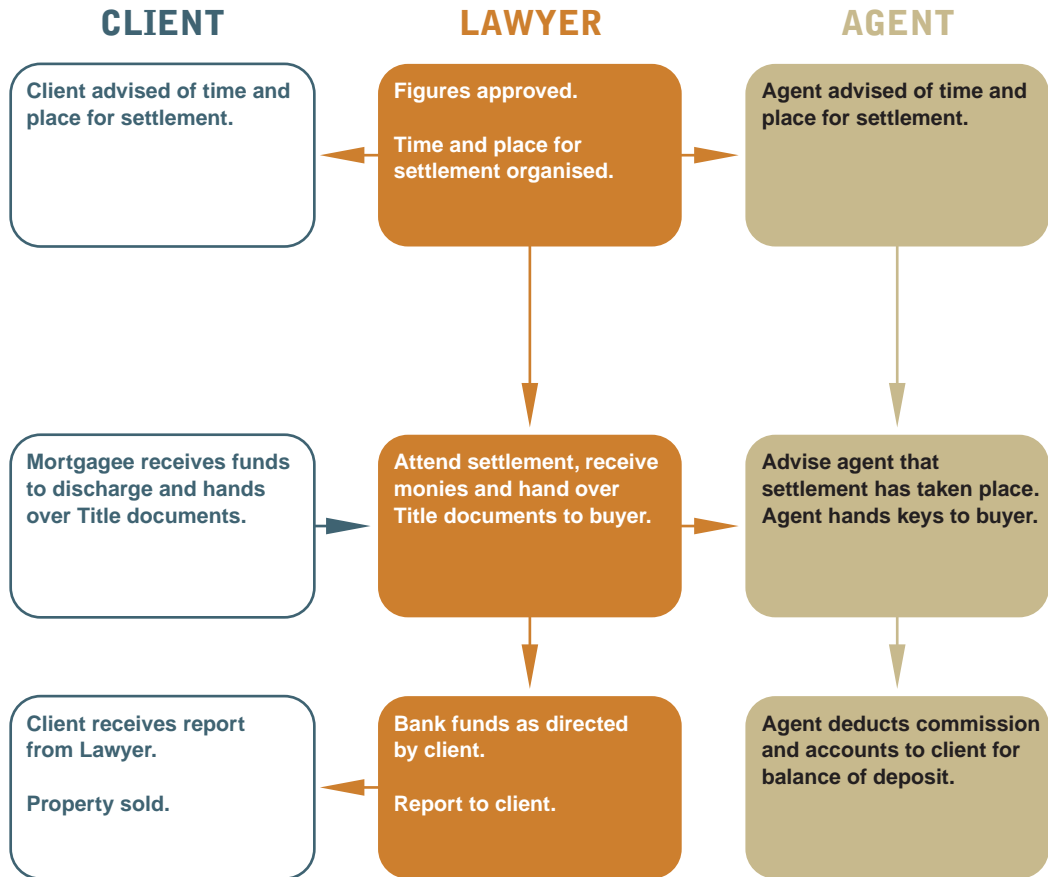 CLIENT
LAWYER
AGENT
Client advised of time and
place for settlement.
Figures approved.
Time and place for
settlement organised.
Agent advised of time and
place for settlement.
Mortgagee receives funds
to discharge and hands
over Title documents.
Attend settlement, receive
monies and hand over
Title documents to buyer.
Advise agent that
settlement has taken place.
Agent hands keys to buyer.
Client receives report
from Lawyer.
Property sold.
Bank funds as directed
by client.
Report to client.
Agent deducts commission
and accounts to client for
balance of deposit.